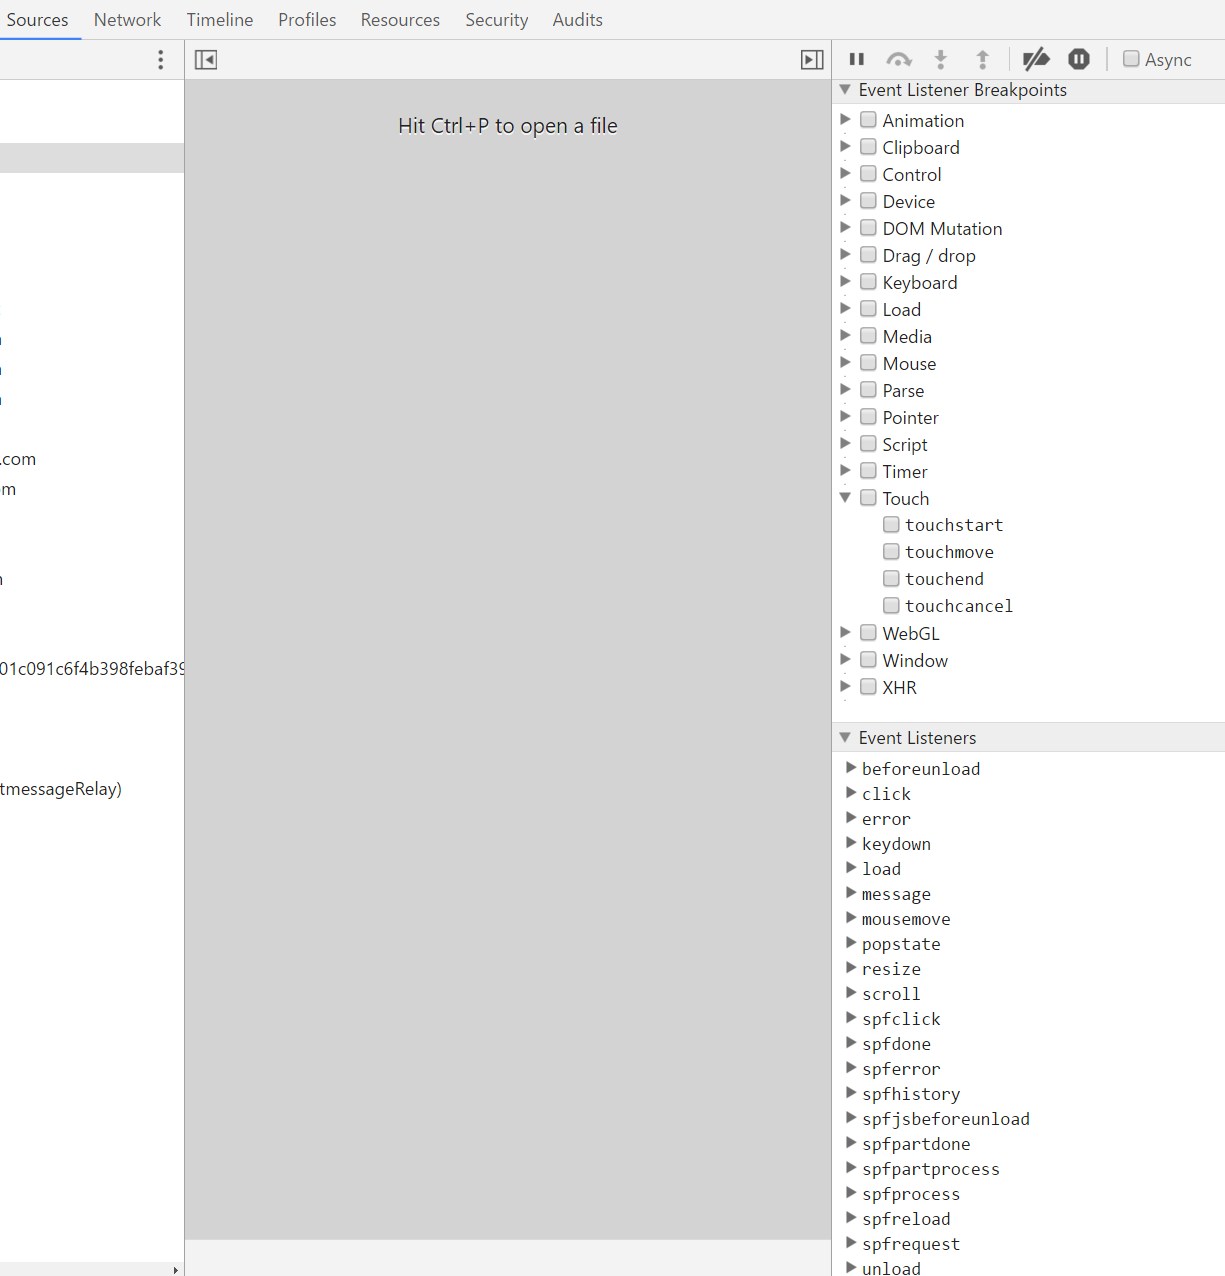 Sources Network Timeline Profiles Resources Security Audits
Async
Hit Ctrl+P to open a file
.com
01c091c6f4b398febaf39
tmessageRelay)
Event Listener Breakpoints
Animation
Clipboard
Control
Device
DOM Mutation
Drag / drop
Keyboard
Load
Media
Mouse
Parse
Pointer
Script
Timer
Touch
touchstart
touchmove
touchend
touchcancel
WebGL
Window
XHR
Event Listeners
beforeunload
click
error
keydown
load
message
mousemove
popstate
resize
scroll
spfclick
spfdone
spferror
spfhistory
spfjsbeforeunload
spfpartdone
spfpartprocess
spfprocess
spfreload
spfrequest
unload